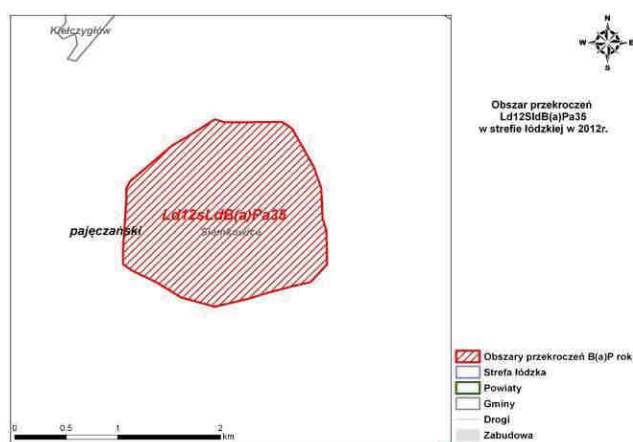 Kiełczygłów
N
W E
S
Obszar przekroczeń
Ld12SldB(a)Pa35
w strefie łódzkiej w 2012r.
Ld12sLdB(a)Pa35
pajęczański
Siemkowice
Obszary przekroczeń B(a)P rok
Strefa łódzka
Powiaty
Gminy
Drogi
Zabudowa
0 0.5 1 2
km